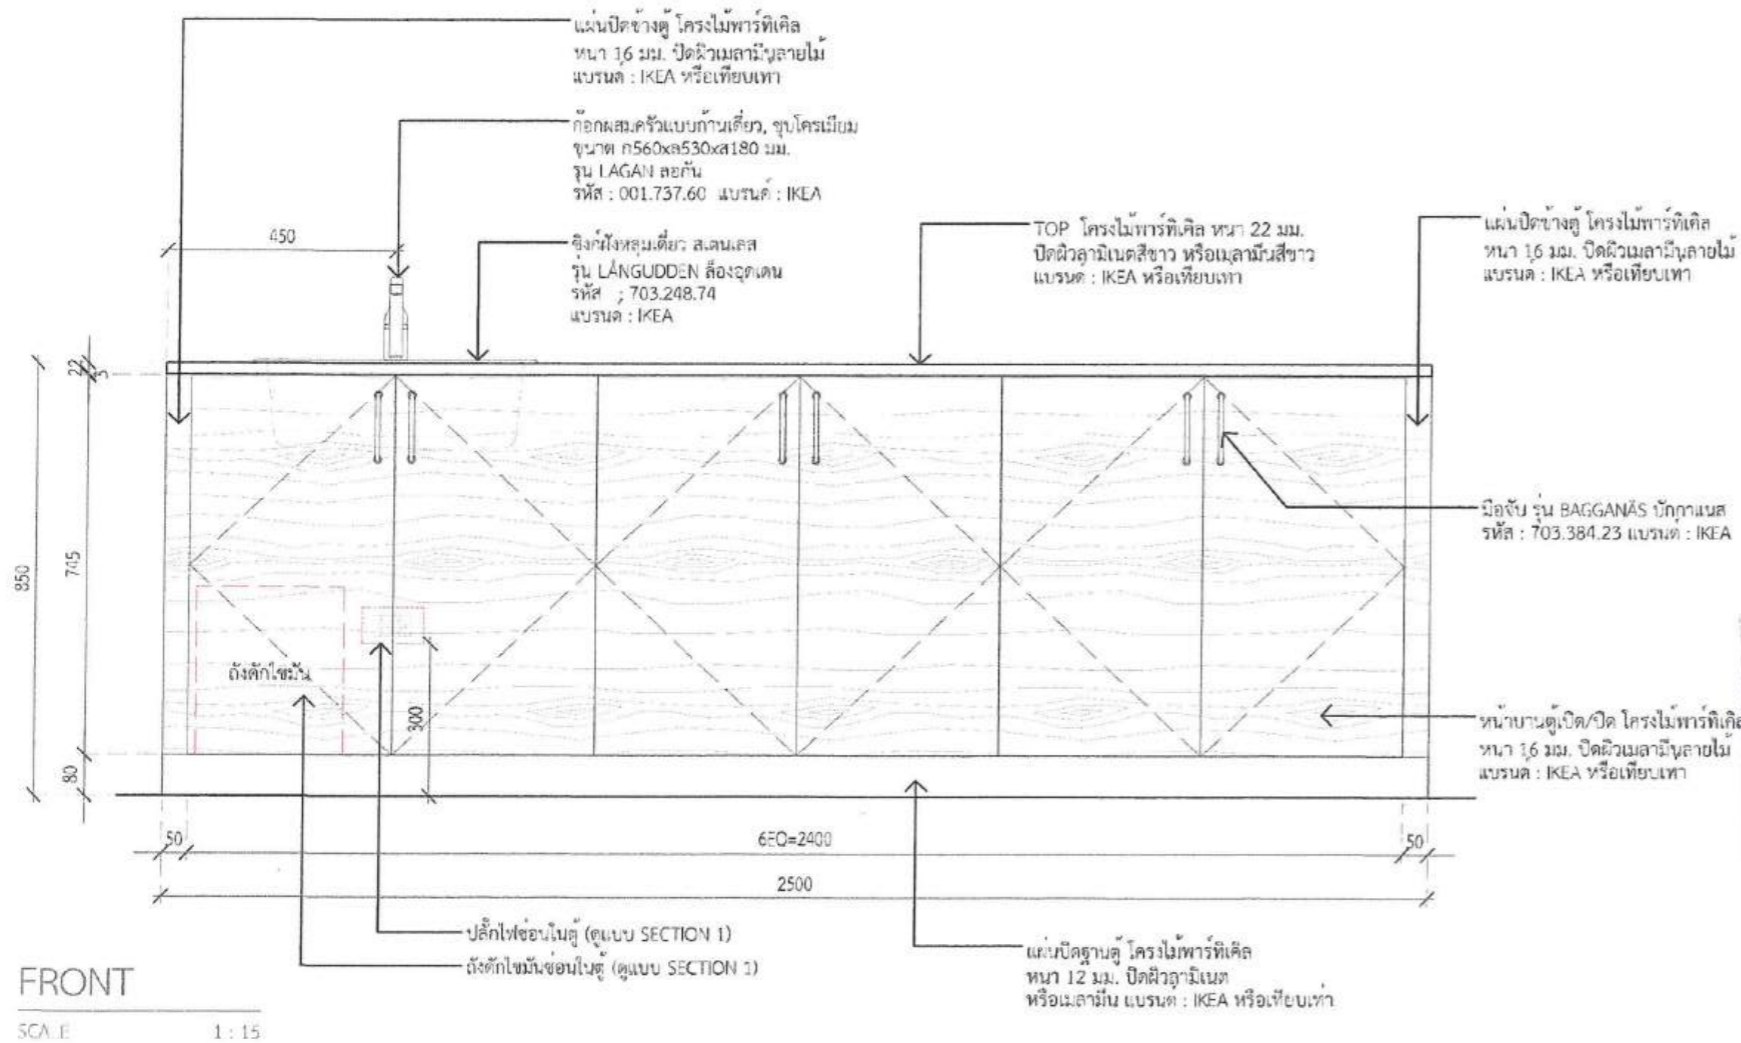 แผ่นปิดข้างตู้ โครงไม้พาร์ทิเคิล
หนา 16 มม. ปิดผิวเมลามีนลายไม้
แบรนด์ : IKEA หรือเทียบเท่า
ก๊อกผสมครัวแบบก้านเดี่ยว, ชุบโครเมียม
ขนาด ก560xล530xส180 มม.
รุ่น LAGAN ลอกัน
รหัส : 001.737.60 แบรนด์ : IKEA
450
ซิงก์ฝังหลุมเดี่ยว สเตนเลส
รุ่น LÅNGUDDEN ล็องอุดเดน
รหัส ; 703.248.74
แบรนด์ : IKEA
TOP โครงไม้พาร์ทิเคิล หนา 22 มม.
ปิดผิวลามิเนตสีขาว หรือเมลามีนสีขาว
แบรนด์ : IKEA หรือเทียบเท่า
แผ่นปิดข้างตู้ โครงไม้พาร์ทิเคิล
หนา 16 มม. ปิดผิวเมลามีนลายไม้
แบรนด์ : IKEA หรือเทียบเท่า
22
3
850
745
80
มือจับ รุ่น BAGGANÄS บักกาแนส
รหัส : 703.384.23 แบรนด์ : IKEA
ถังดักไขมัน
300
หน้าบานตู้เปิด/ปิด โครงไม้พาร์ทิเคิล
หนา 16 มม. ปิดผิวเมลามีนลายไม้
แบรนด์ : IKEA หรือเทียบเท่า
50
6EQ=2400
50
2500
ปลั๊กไฟซ่อนในตู้ (ดูแบบ SECTION 1)
ถังดักไขมันซ่อนในตู้ (ดูแบบ SECTION 1)
แผ่นปิดฐานตู้ โครงไม้พาร์ทิเคิล
หนา 12 มม. ปิดผิวลามิเนต
หรือเมลามีน แบรนด์ : IKEA หรือเทียบเท่า
FRONT
SCALE 1 : 15